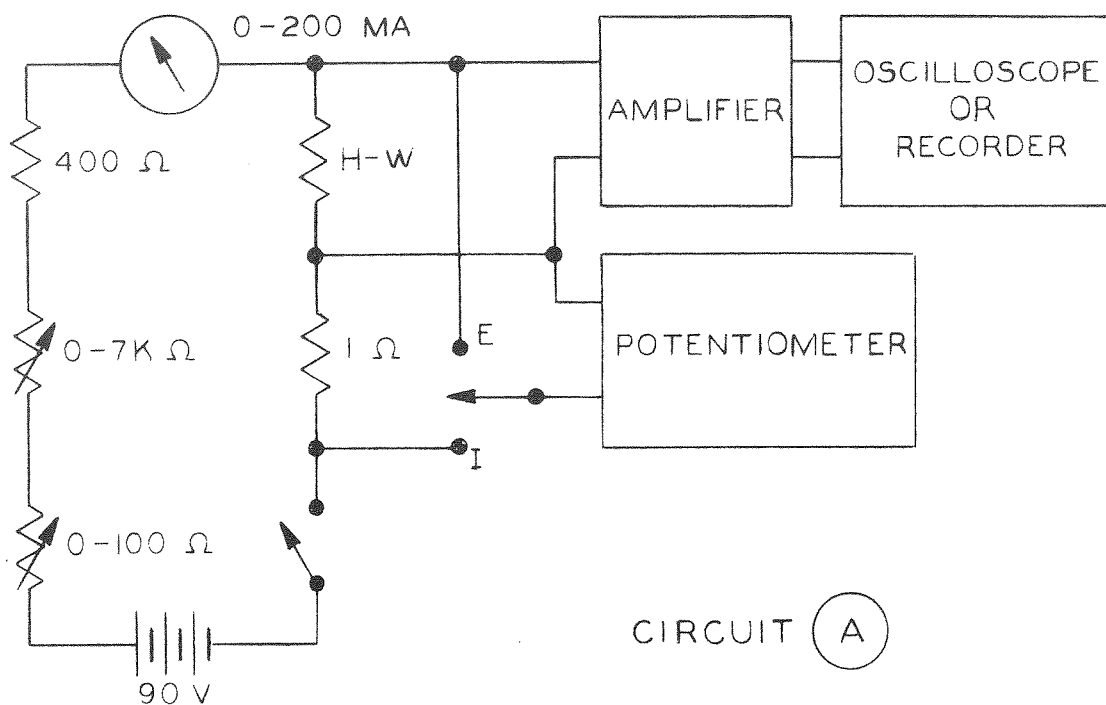 0-200 MA
AMPLIFIER
OSCILLOSCOPE
OR
RECORDER
400 Ω
H-W
E
0-7K Ω
1 Ω
POTENTIOMETER
I
0-100 Ω
CIRCUIT A
90 V